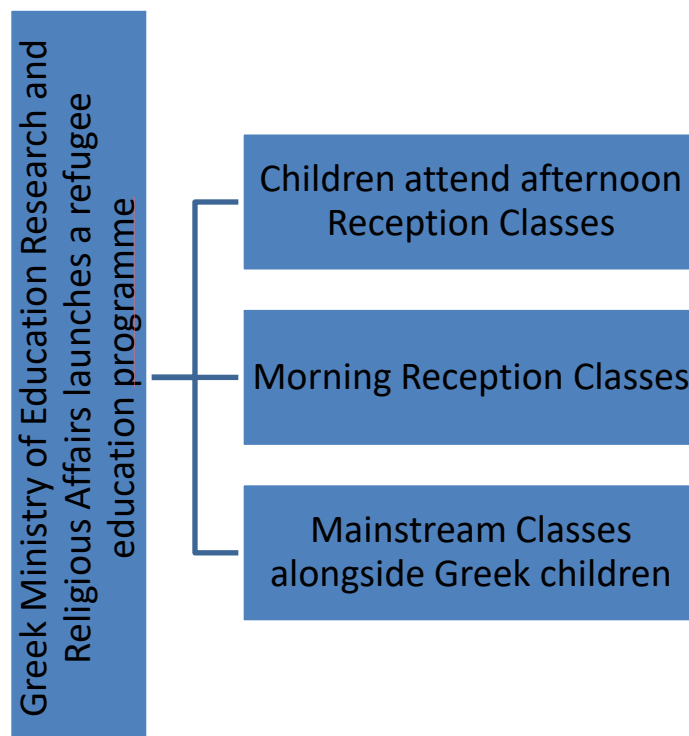 Greek Ministry of Education Research and
Religious Affairs launches a refugee
education programme
Children attend afternoon
Reception Classes
Morning Reception Classes
Mainstream Classes
alongside Greek children